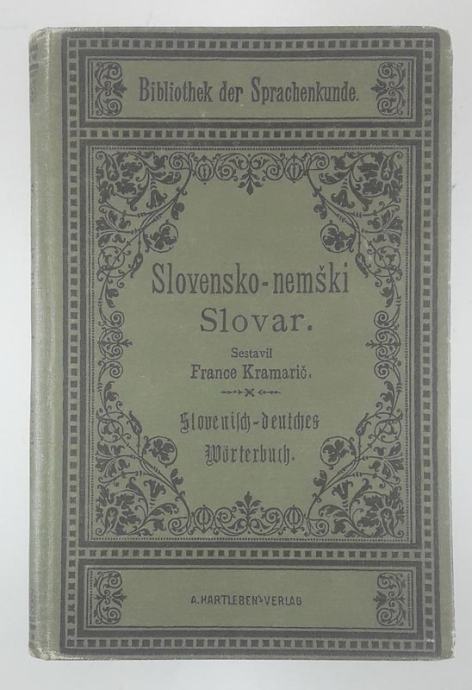 Bibliothek der Sprachenkunde.
Slovensko-nemški
Slovar.
Sestavil
France Kramarič.
Slovenisch-deutsches
Wörterbuch.
A. HARTLEBEN'S VERLAG